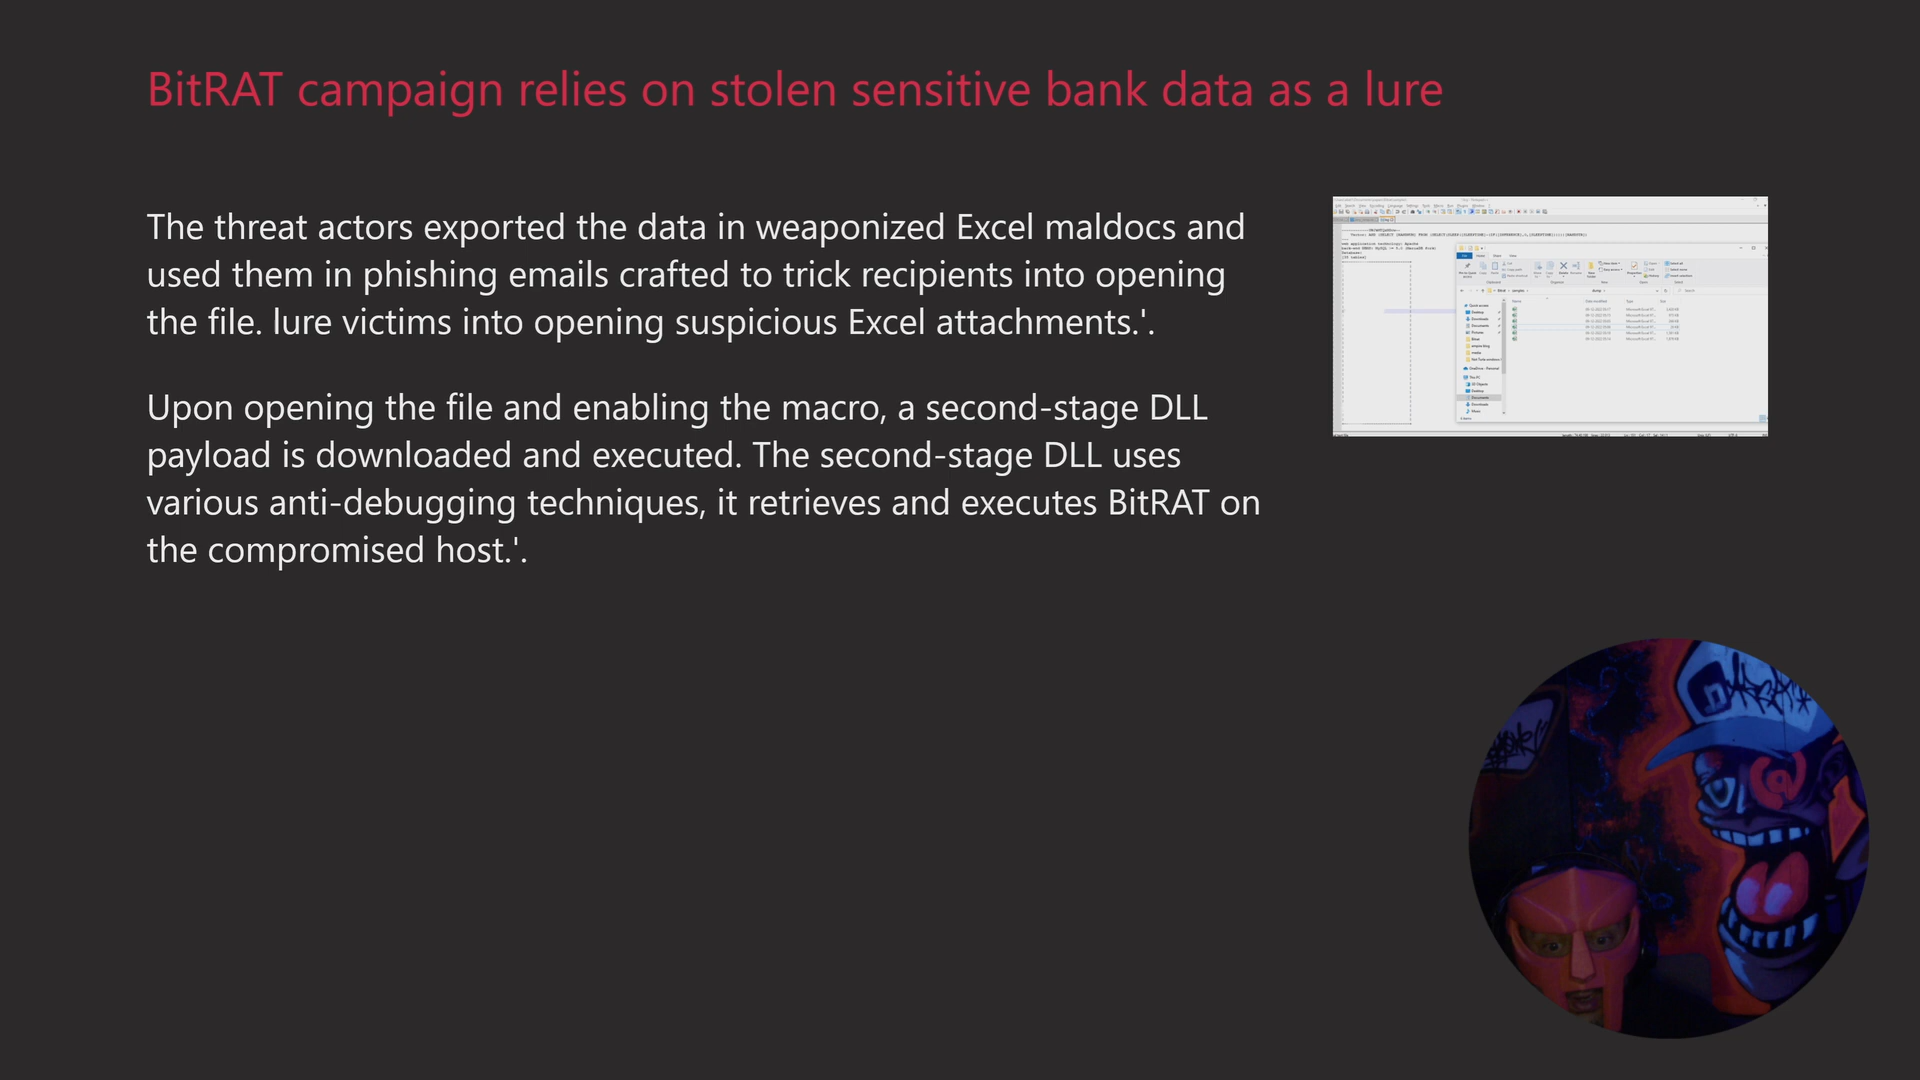 BitRAT campaign relies on stolen sensitive bank data as a lure
The threat actors exported the data in weaponized Excel maldocs and
used them in phishing emails crafted to trick recipients into opening
the file. lure victims into opening suspicious Excel attachments.'.
Upon opening the file and enabling the macro, a second-stage DLL
payload is downloaded and executed. The second-stage DLL uses
various anti-debugging techniques, it retrieves and executes BitRAT on
the compromised host.'.